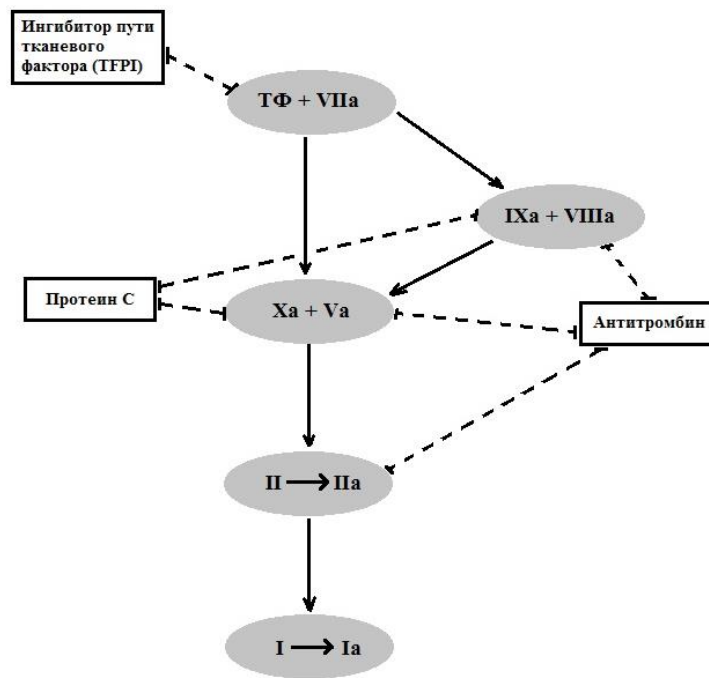 Ингибитор пути
тканевого
фактора (TFPI)
ТФ + VIIa
IXa + VIIIa
Протеин С
Xa + Va
Антитромбин
II → IIa
I → Ia